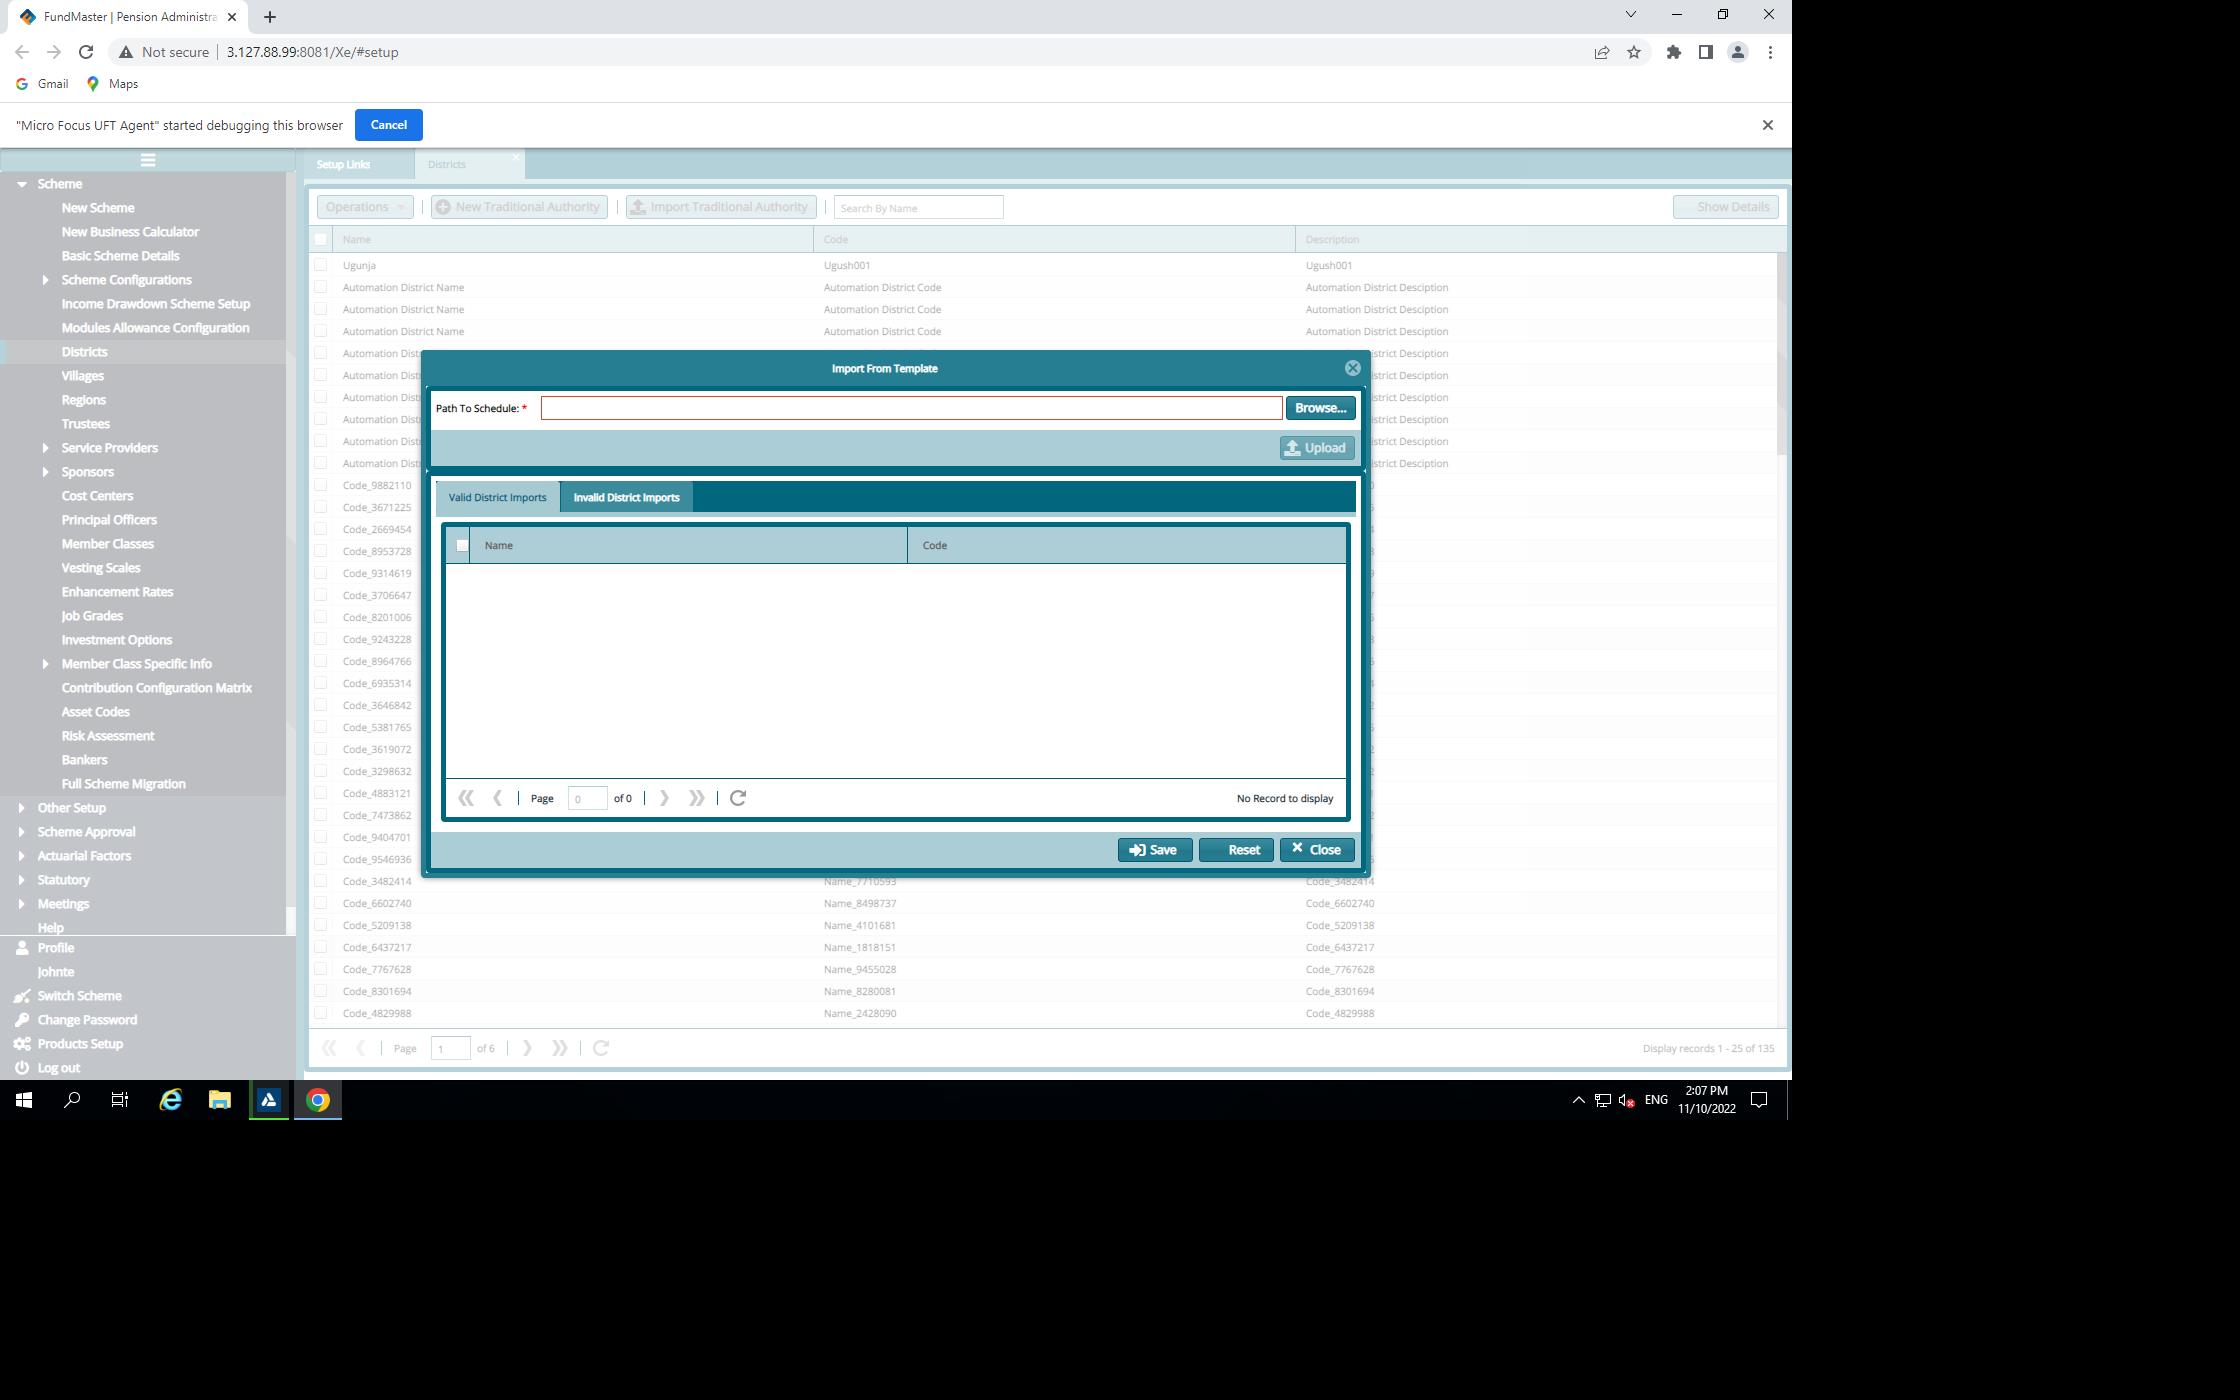 FundMaster | Pension Administra
Not secure
3.127.88.99:8081/Xe/#setup
Gmail
Maps
"Micro Focus UFT Agent" started debugging this browser
Cancel
Scheme
New Scheme
New Business Calculator
Basic Scheme Details
Scheme Configurations
Income Drawdown Scheme Setup
Modules Allowance Configuration
Districts
Villages
Regions
Trustees
Service Providers
Sponsors
Cost Centers
Principal Officers
Member Classes
Vesting Scales
Enhancement Rates
Job Grades
Investment Options
Member Class Specific Info
Contribution Configuration Matrix
Asset Codes
Risk Assessment
Bankers
Full Scheme Migration
Other Setup
Scheme Approval
Actuarial Factors
Statutory
Meetings
Help
Profile
Johnte
Switch Scheme
Change Password
Products Setup
Log out
Setup Links
Districts
Operations
New Traditional Authority
Import Traditional Authority
Search By Name
Show Details
Name Code Description
Ugunja Ugush001 Ugush001
Automation District Name Automation District Code Automation District Desciption
Automation District Name Automation District Code Automation District Desciption
Automation District Name Automation District Code Automation District Desciption
Automation Dist strict Desciption
Automation Dist strict Desciption
Automation Dist strict Desciption
Automation Dist strict Desciption
Automation Dist strict Desciption
Automation Dist strict Desciption
Code_9882110
Code_3671225
Code_2669454
Code_8953728
Code_9314619
Code_3706647
Code_8201006
Code_9243228
Code_8964766
Code_6935314
Code_3646842
Code_5381765
Code_3619072
Code_3298632
Code_4883121
Code_7473862
Code_9404701
Code_9546936
Code_3482414 Name_7710593 Code_3482414
Code_6602740 Name_8498737 Code_6602740
Code_5209138 Name_4101681 Code_5209138
Code_6437217 Name_1818151 Code_6437217
Code_7767628 Name_9455028 Code_7767628
Code_8301694 Name_8280081 Code_8301694
Code_4829988 Name_2428090 Code_4829988
Page 1 of 6
Display records 1 - 25 of 135
Import From Template
Path To Schedule: *
Browse...
Upload
Valid District Imports
Invalid District Imports
Name Code
Page 0 of 0
No Record to display
Save
Reset
Close
ENG
2:07 PM
11/10/2022